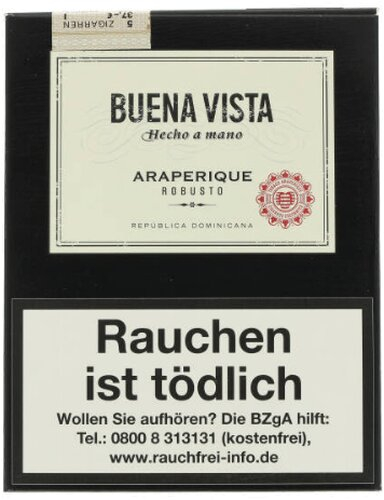 5 ZIGARREN
37,-€
BUENA VISTA
Hecho a mano
ARAPERIQUE
ROBUSTO
REPÚBLICA DOMINICANA
Rauchen
ist tödlich
Wollen Sie aufhören? Die BZgA hilft:
Tel.: 0800 8 313131 (kostenfrei),
www.rauchfrei-info.de